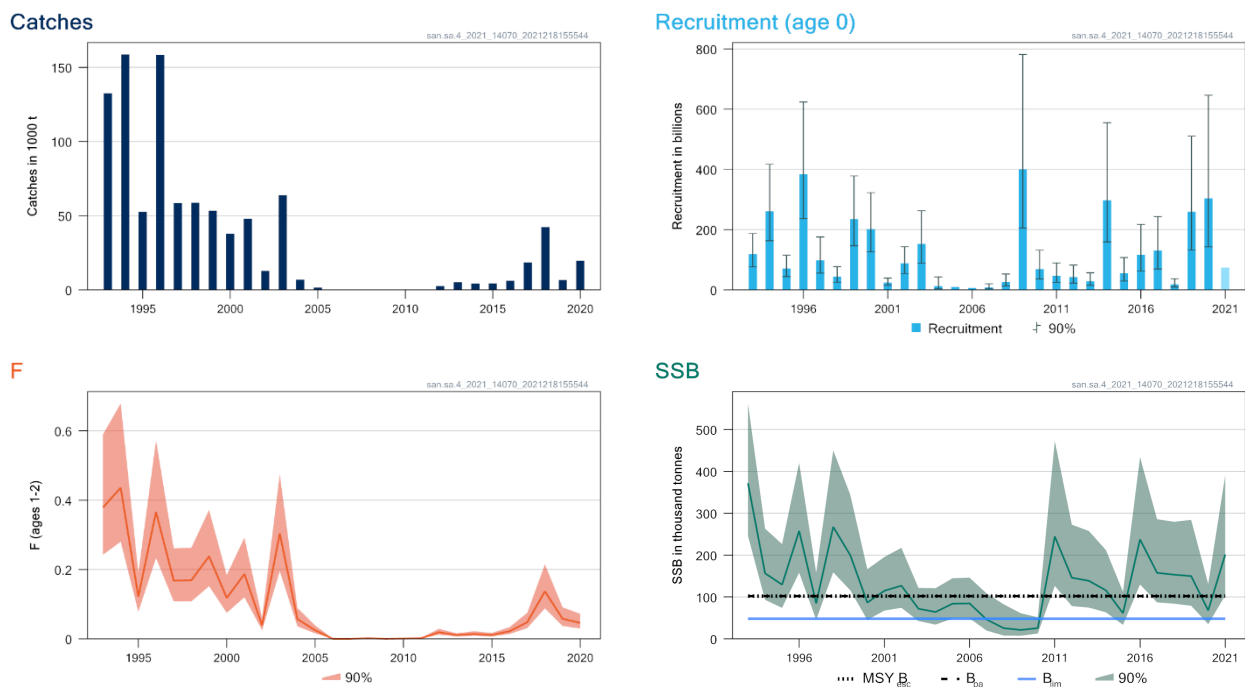 Catches
san.sa.4_2021_14070_2021218155544
Catches in 1000 t
150
100
50
0
1995
2000
2005
2010
2015
2020
Recruitment (age 0)
san.sa.4_2021_14070_2021218155544
Recruitment in billions
800
600
400
200
0
1996
2001
2006
2011
2016
2021
Recruitment
90%
F
san.sa.4_2021_14070_2021218155544
F (ages 1-2)
0.6
0.4
0.2
0
1995
2000
2005
2010
2015
2020
90%
SSB
san.sa.4_2021_14070_2021218155544
SSB in thousand tonnes
500
400
300
200
100
0
1996
2001
2006
2011
2016
2021
MSY Besc
Bpa
Blim
90%